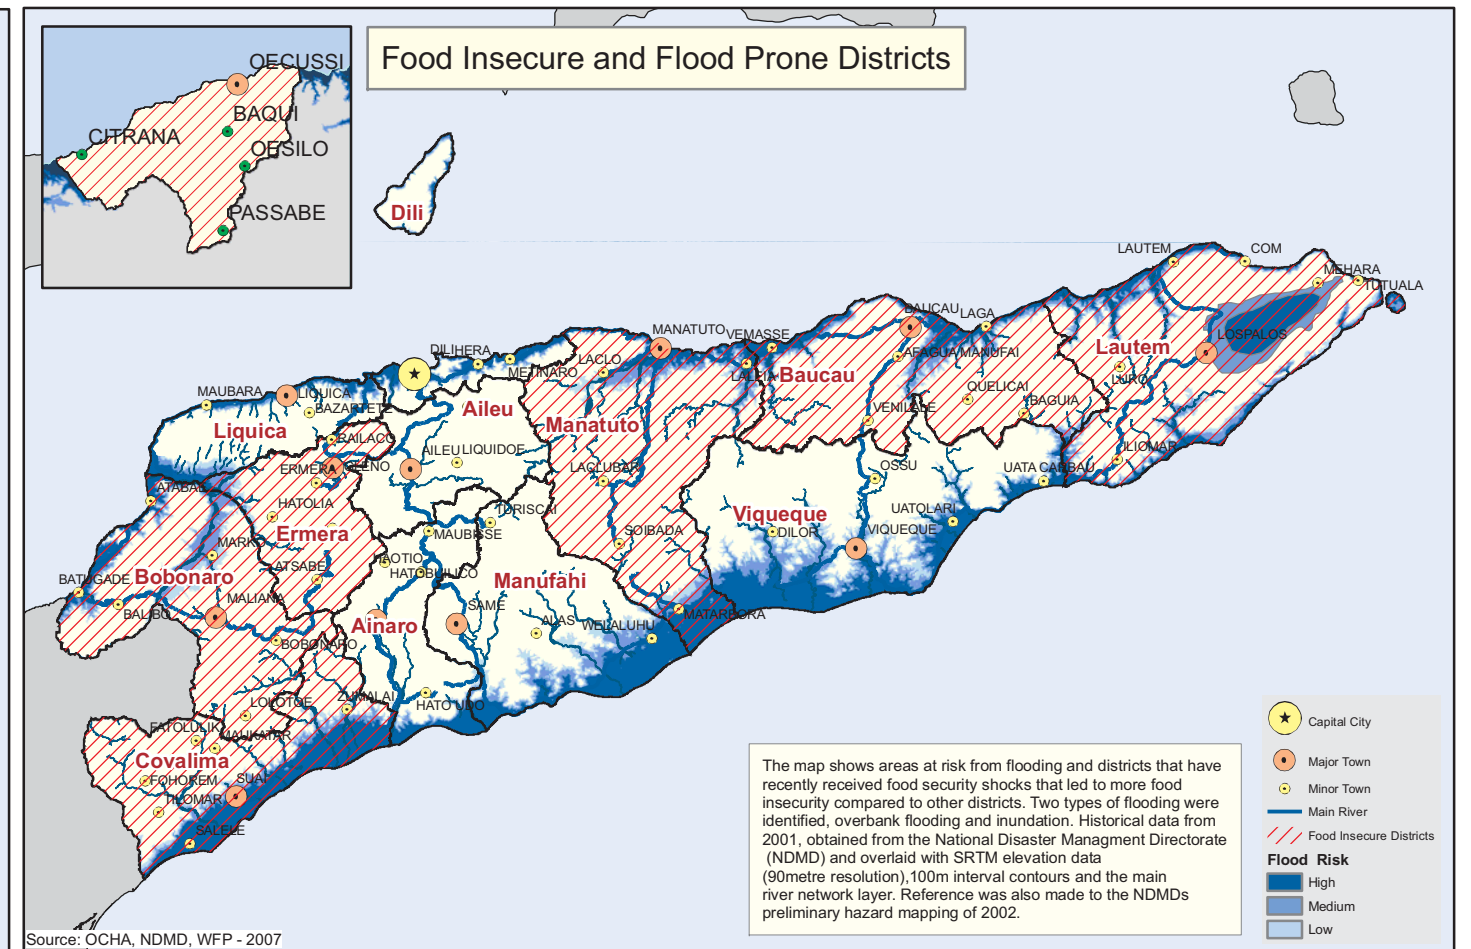 Food Insecure and Flood Prone Districts
OECUSSI
BAQUI
CITRANA
OESILO
PASSABE
Dili
LAUTEM
COM
MEHARA
TUTUALA
BAUCAU
LAGA
MANATUTO
VEMASSE
LOSPALOS
DILIHERA
METINARO
LACLO
LALEIA
Baucau
AFAGUA
MANUFAI
Lautem
LURO
MAUBARA
LIQUICA
BAZARTETE
Liquica
Aileu
Manatuto
QUELICAI
BAGUIA
VENILALE
RAILACO
AILEU
LIQUIDOE
ERMERA
GLENO
LACLUBAR
OSSU
UATA CARBAU
ILIOMAR
ATABAE
HATOLIA
TURISCAI
Viqueque
UATOLARI
Ermera
MAUBISSE
SOIBADA
DILOR
VIQUEQUE
MARKO
HATOBUILICO
ATSABE
Bobonaro
BATUGADE
Manufahi
MALIANA
BALIBO
SAME
MATARBORA
Ainaro
ALAS
WELALUHU
BOBONARO
ZUMALAI
HATO UDO
LOLOTOE
FATOLULIK
MAUKATAR
Covalima
FOHOREM
SUAI
TILOMAR
SALELE
The map shows areas at risk from flooding and districts that have
recently received food security shocks that led to more food
insecurity compared to other districts. Two types of flooding were
identified, overbank flooding and inundation. Historical data from
2001, obtained from the National Disaster Managment Directorate
(NDMD) and overlaid with SRTM elevation data
(90metre resolution),100m interval contours and the main
river network layer. Reference was also made to the NDMDs
preliminary hazard mapping of 2002.
Capital City
Major Town
Minor Town
Main River
Food Insecure Districts
Flood Risk
High
Medium
Low
Source: OCHA, NDMD, WFP - 2007